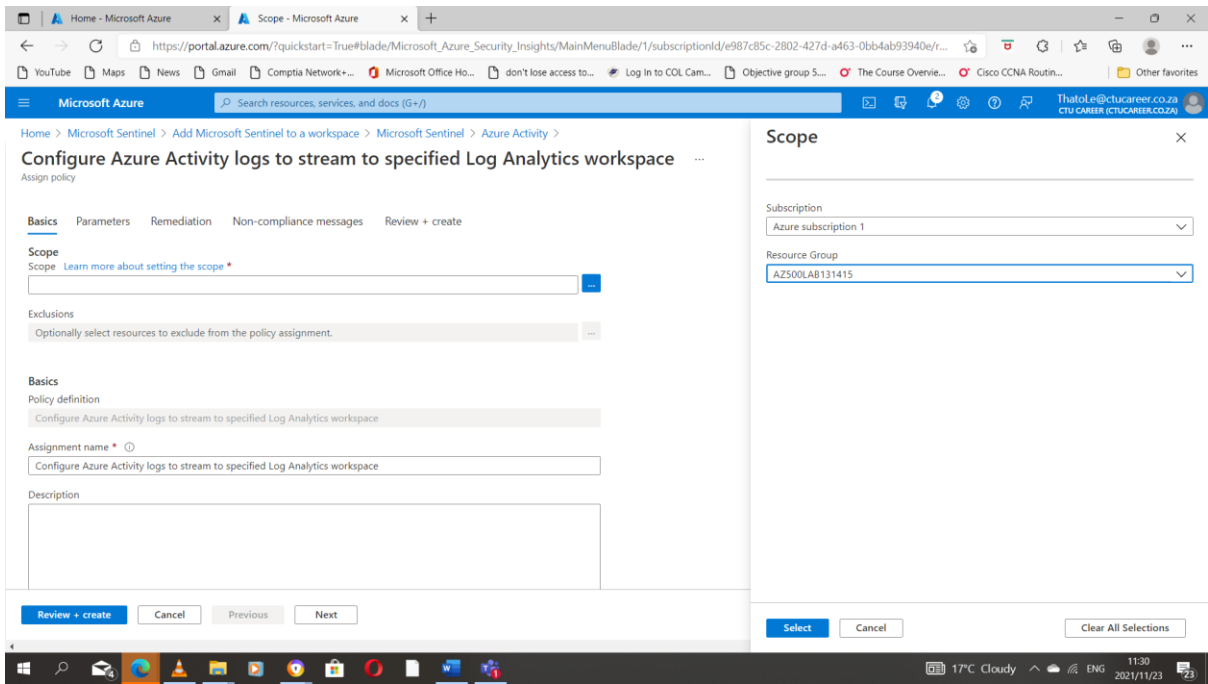 Home - Microsoft Azure
Scope - Microsoft Azure
https://portal.azure.com/?quickstart=True#blade/Microsoft_Azure_Security_Insights/MainMenuBlade/1/subscriptionId/e987c85c-2802-427d-a463-0bb4ab93940e/r...
YouTube Maps News Gmail Comptia Network+... Microsoft Office Ho... don't lose access to... Log In to COL Cam... Objective group 5.... The Course Overvie... Cisco CCNA Routin... Other favorites
Microsoft Azure
Search resources, services, and docs (G+/)
2
ThatoLe@ctucareer.co.za
CTU CAREER (CTUCAREER.CO.ZA)
Home > Microsoft Sentinel > Add Microsoft Sentinel to a workspace > Microsoft Sentinel > Azure Activity >
Configure Azure Activity logs to stream to specified Log Analytics workspace ...
Assign policy
Basics Parameters Remediation Non-compliance messages Review + create
Scope
Scope Learn more about setting the scope *
...
Exclusions
Optionally select resources to exclude from the policy assignment.
...
Basics
Policy definition
Configure Azure Activity logs to stream to specified Log Analytics workspace
Assignment name *
Configure Azure Activity logs to stream to specified Log Analytics workspace
Description
Review + create Cancel Previous Next
Scope
Subscription
Azure subscription 1
Resource Group
AZ500LAB131415
Select Cancel Clear All Selections
17°C Cloudy ENG
11:30
2021/11/23
23